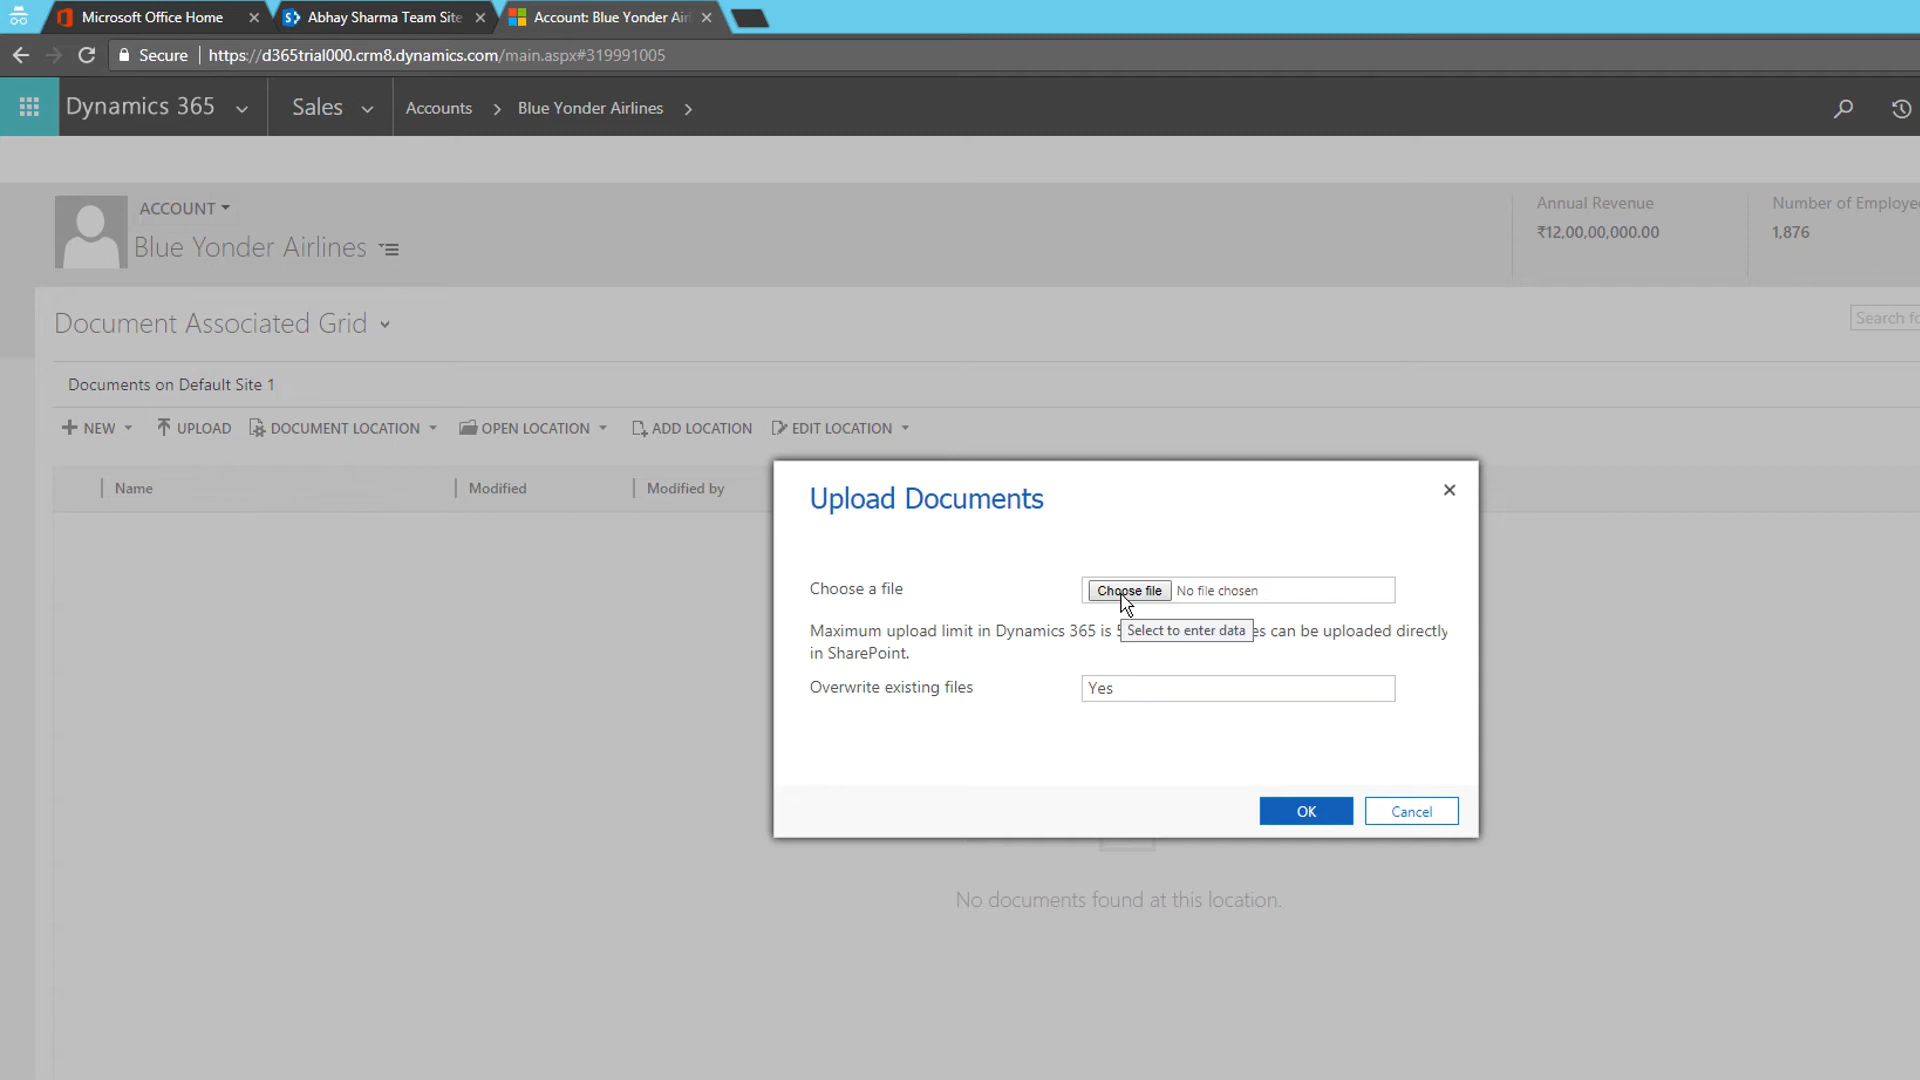 Microsoft Office Home
Abhay Sharma Team Site
Account: Blue Yonder Air
Secure
https://d365trial000.crm8.dynamics.com/main.aspx#319991005
Dynamics 365
Sales
Accounts
Blue Yonder Airlines
ACCOUNT
Blue Yonder Airlines
Annual Revenue
₹12,00,00,000.00
Number of Employe
1,876
Document Associated Grid
Search fo
Documents on Default Site 1
NEW
UPLOAD
DOCUMENT LOCATION
OPEN LOCATION
ADD LOCATION
EDIT LOCATION
Name
Modified
Modified by
Upload Documents
Choose a file
Choose file
No file chosen
Maximum upload limit in Dynamics 365 is
Select to enter data
es can be uploaded directly
in SharePoint.
Overwrite existing files
Yes
OK
Cancel
No documents found at this location.